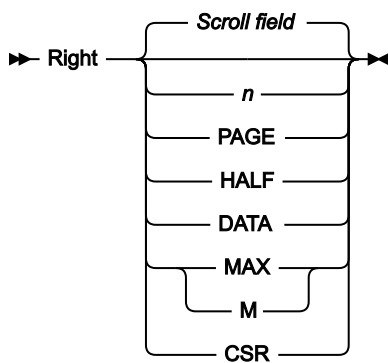 Scroll field
Right
n
PAGE
HALF
DATA
MAX
M
CSR